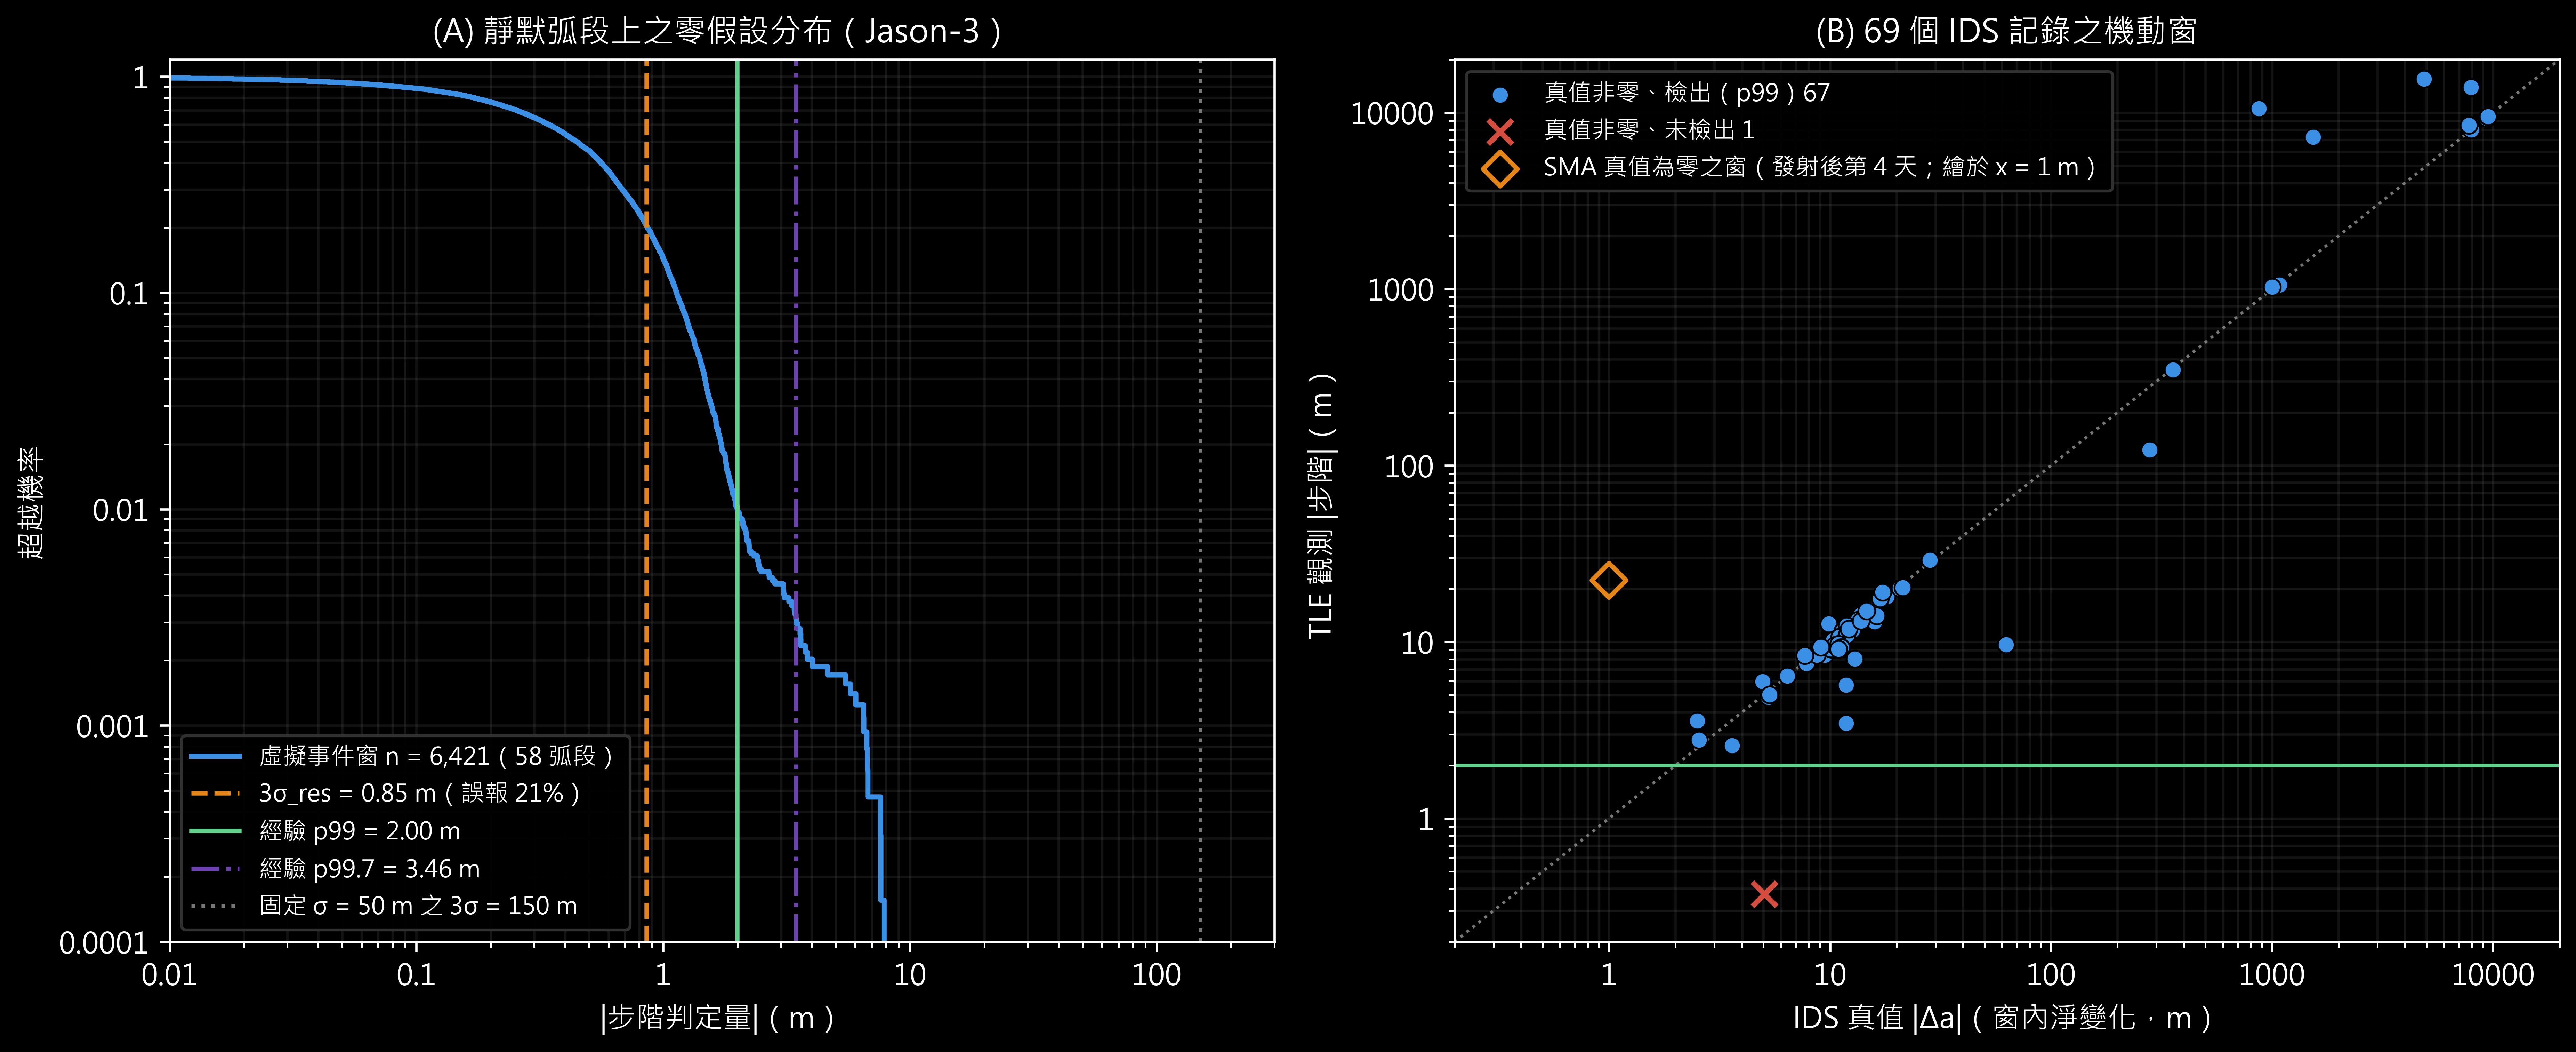 (A) 靜默弧段上之零假設分布（Jason-3）
1
0.1
0.01
0.001
0.0001
超越機率
虛擬事件窗 n = 6,421（58 弧段）
3σ_res = 0.85 m（誤報 21%）
經驗 p99 = 2.00 m
經驗 p99.7 = 3.46 m
固定 σ = 50 m 之 3σ = 150 m
0.01
0.1
1
10
100
|步階判定量|（m）
(B) 69 個 IDS 記錄之機動窗
10000
1000
100
10
1
TLE 觀測 |步階|（m）
真值非零、檢出（p99）67
真值非零、未檢出 1
SMA 真值為零之窗（發射後第 4 天；繪於 x = 1 m）
1
10
100
1000
10000
IDS 真值 |Δa|（窗內淨變化，m）